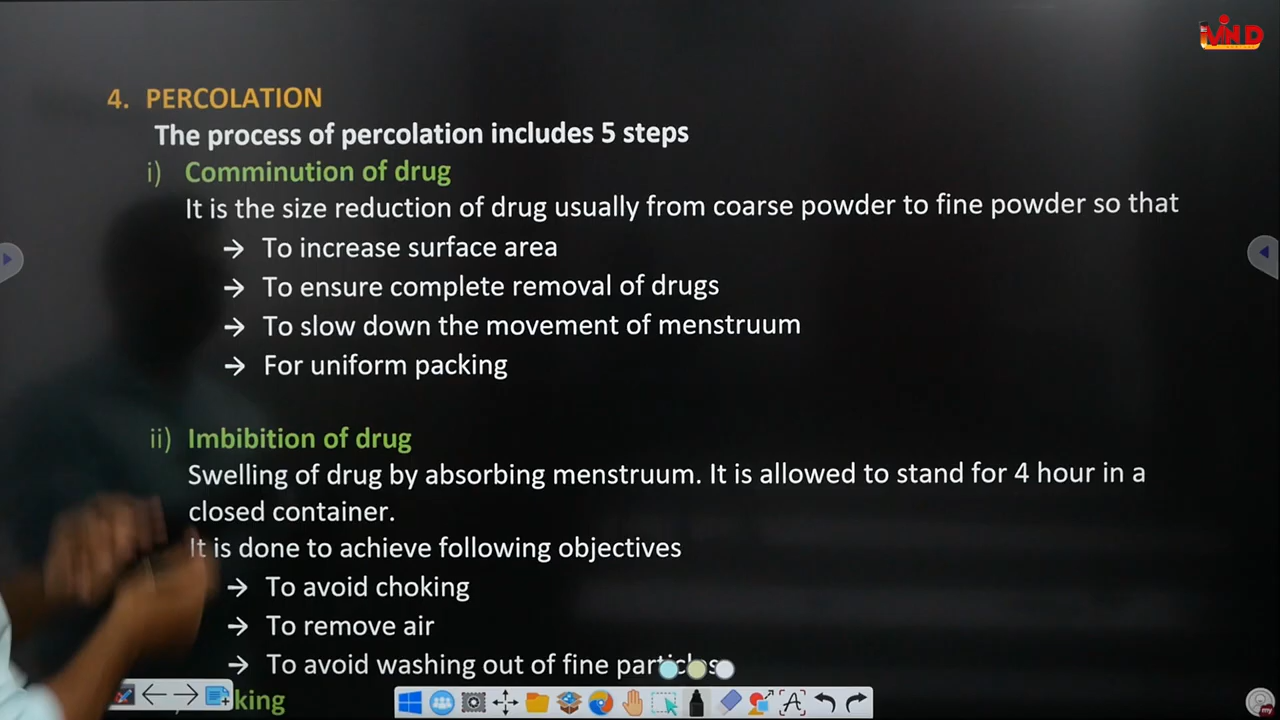 MIND
4. PERCOLATION
The process of percolation includes 5 steps
i) Comminution of drug
It is the size reduction of drug usually from coarse powder to fine powder so that
→ To increase surface area
→ To ensure complete removal of drugs
→ To slow down the movement of menstruum
→ For uniform packing
ii) Imbibition of drug
Swelling of drug by absorbing menstruum. It is allowed to stand for 4 hour in a
closed container.
It is done to achieve following objectives
→ To avoid choking
→ To remove air
→ To avoid washing out of fine particles
king
A
my